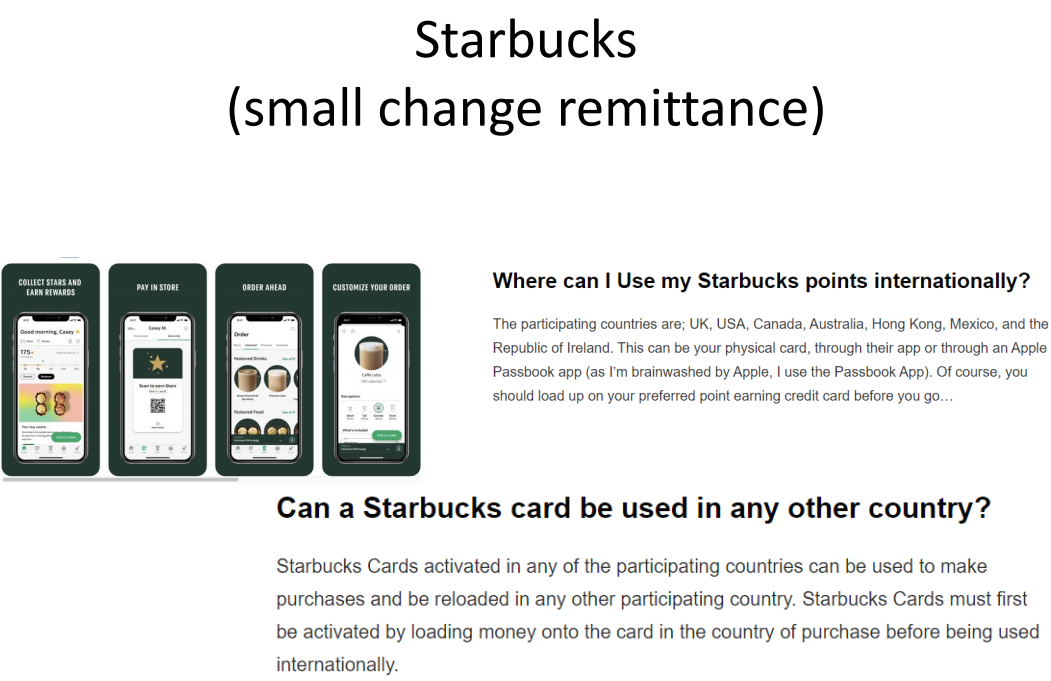 Starbucks
(small change remittance)
COLLECT STARS AND
EARN REWARDS
Good morning, Casey
175
PAY IN STORE
Casey M.
Scan to earn Stars
ORDER AHEAD
Order
Featured Drinks
Featured Food
CUSTOMIZE YOUR ORDER
Caffe Latte
What's included
Add to order
Where can I Use my Starbucks points internationally?
The participating countries are; UK, USA, Canada, Australia, Hong Kong, Mexico, and the
Republic of Ireland. This can be your physical card, through their app or through an Apple
Passbook app (as I'm brainwashed by Apple, I use the Passbook App). Of course, you
should load up on your preferred point earning credit card before you go…
Can a Starbucks card be used in any other country?
Starbucks Cards activated in any of the participating countries can be used to make
purchases and be reloaded in any other participating country. Starbucks Cards must first
be activated by loading money onto the card in the country of purchase before being used
internationally.